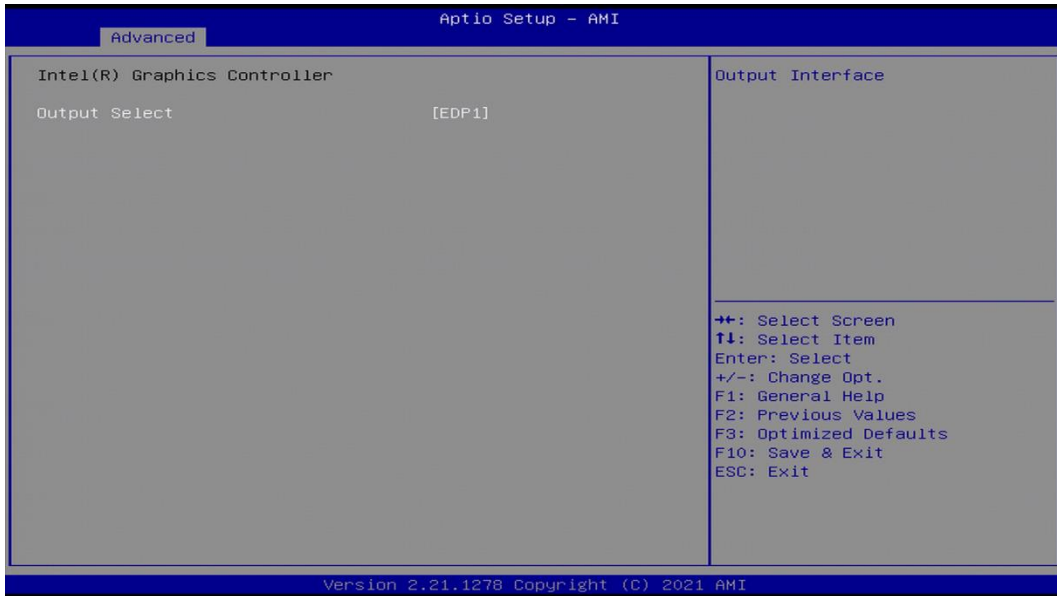 Aptio Setup – AMI
Advanced
Intel(R) Graphics Controller
Output Select [EDP1]
Output Interface
→←: Select Screen
↑↓: Select Item
Enter: Select
+/-: Change Opt.
F1: General Help
F2: Previous Values
F3: Optimized Defaults
F10: Save & Exit
ESC: Exit
Version 2.21.1278 Copyright (C) 2021 AMI